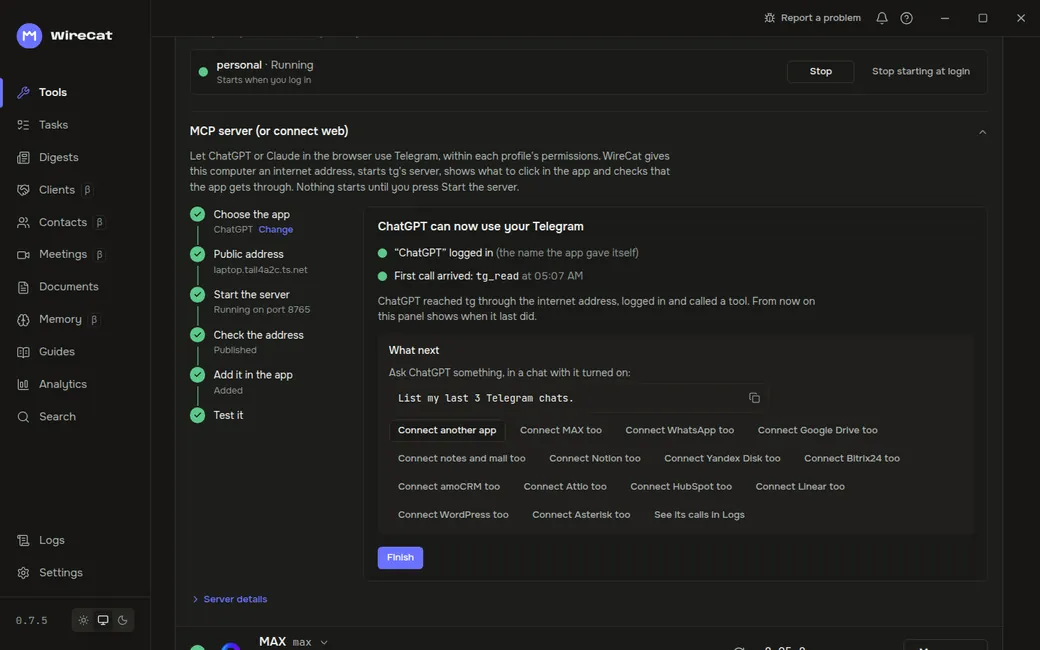 WireCat
Report a problem
Tools
Tasks
Digests
Clients β
Contacts β
Meetings β
Documents
Memory β
Guides
Analytics
Search
Logs
Settings
0.7.5
personal · Running
Starts when you log in
Stop
Stop starting at login
MCP server (or connect web)
Let ChatGPT or Claude in the browser use Telegram, within each profile's permissions. WireCat gives
this computer an internet address, starts tg's server, shows what to click in the app and checks that
the app gets through. Nothing starts until you press Start the server.
Choose the app
ChatGPT Change
Public address
laptop.tail4a2c.ts.net
Start the server
Running on port 8765
Check the address
Published
Add it in the app
Added
Test it
ChatGPT can now use your Telegram
“ChatGPT” logged in (the name the app gave itself)
First call arrived: tg_read at 05:07 AM
ChatGPT reached tg through the internet address, logged in and called a tool. From now on
this panel shows when it last did.
What next
Ask ChatGPT something, in a chat with it turned on:
List my last 3 Telegram chats.
Connect another app Connect MAX too Connect WhatsApp too Connect Google Drive too
Connect notes and mail too Connect Notion too Connect Yandex Disk too Connect Bitrix24 too
Connect amoCRM too Connect Attio too Connect HubSpot too Connect Linear too
Connect WordPress too Connect Asterisk too See its calls in Logs
Finish
Server details
MAX max